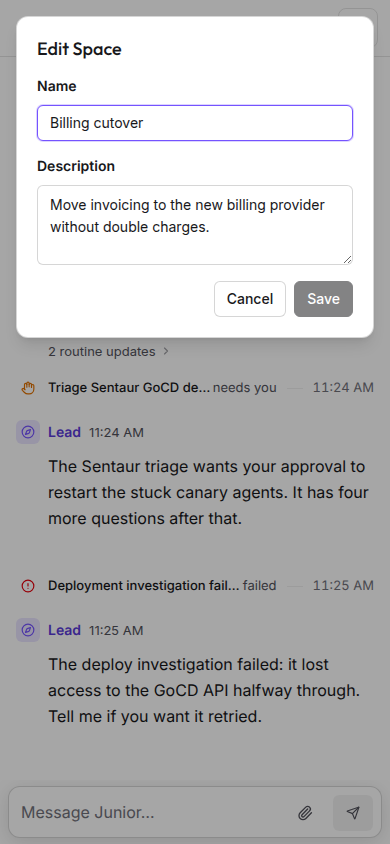 Edit Space
Name
Billing cutover
Description
Move invoicing to the new billing provider
without double charges.
Cancel
Save
2 routine updates
Triage Sentaur GoCD de... needs you 11:24 AM
Lead 11:24 AM
The Sentaur triage wants your approval to
restart the stuck canary agents. It has four
more questions after that.
Deployment investigation fail... failed 11:25 AM
Lead 11:25 AM
The deploy investigation failed: it lost
access to the GoCD API halfway through.
Tell me if you want it retried.
Message Junior...